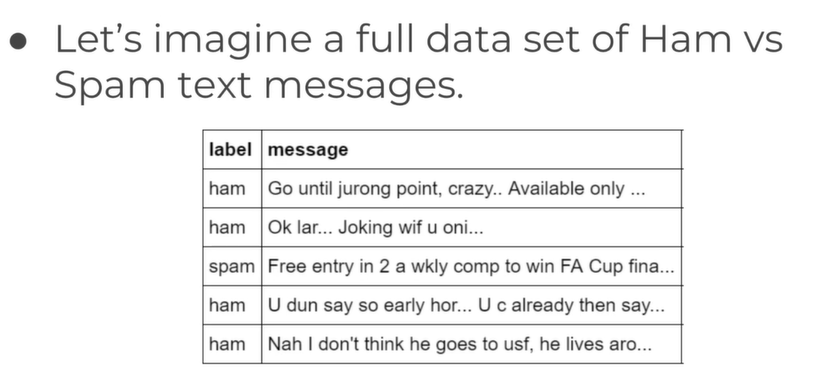 ● Let's imagine a full data set of Ham vs
Spam text messages.
label message
ham Go until jurong point, crazy.. Available only ...
ham Ok lar... Joking wif u oni...
spam Free entry in 2 a wkly comp to win FA Cup fina...
ham U dun say so early hor... U c already then say...
ham Nah I don't think he goes to usf, he lives aro...